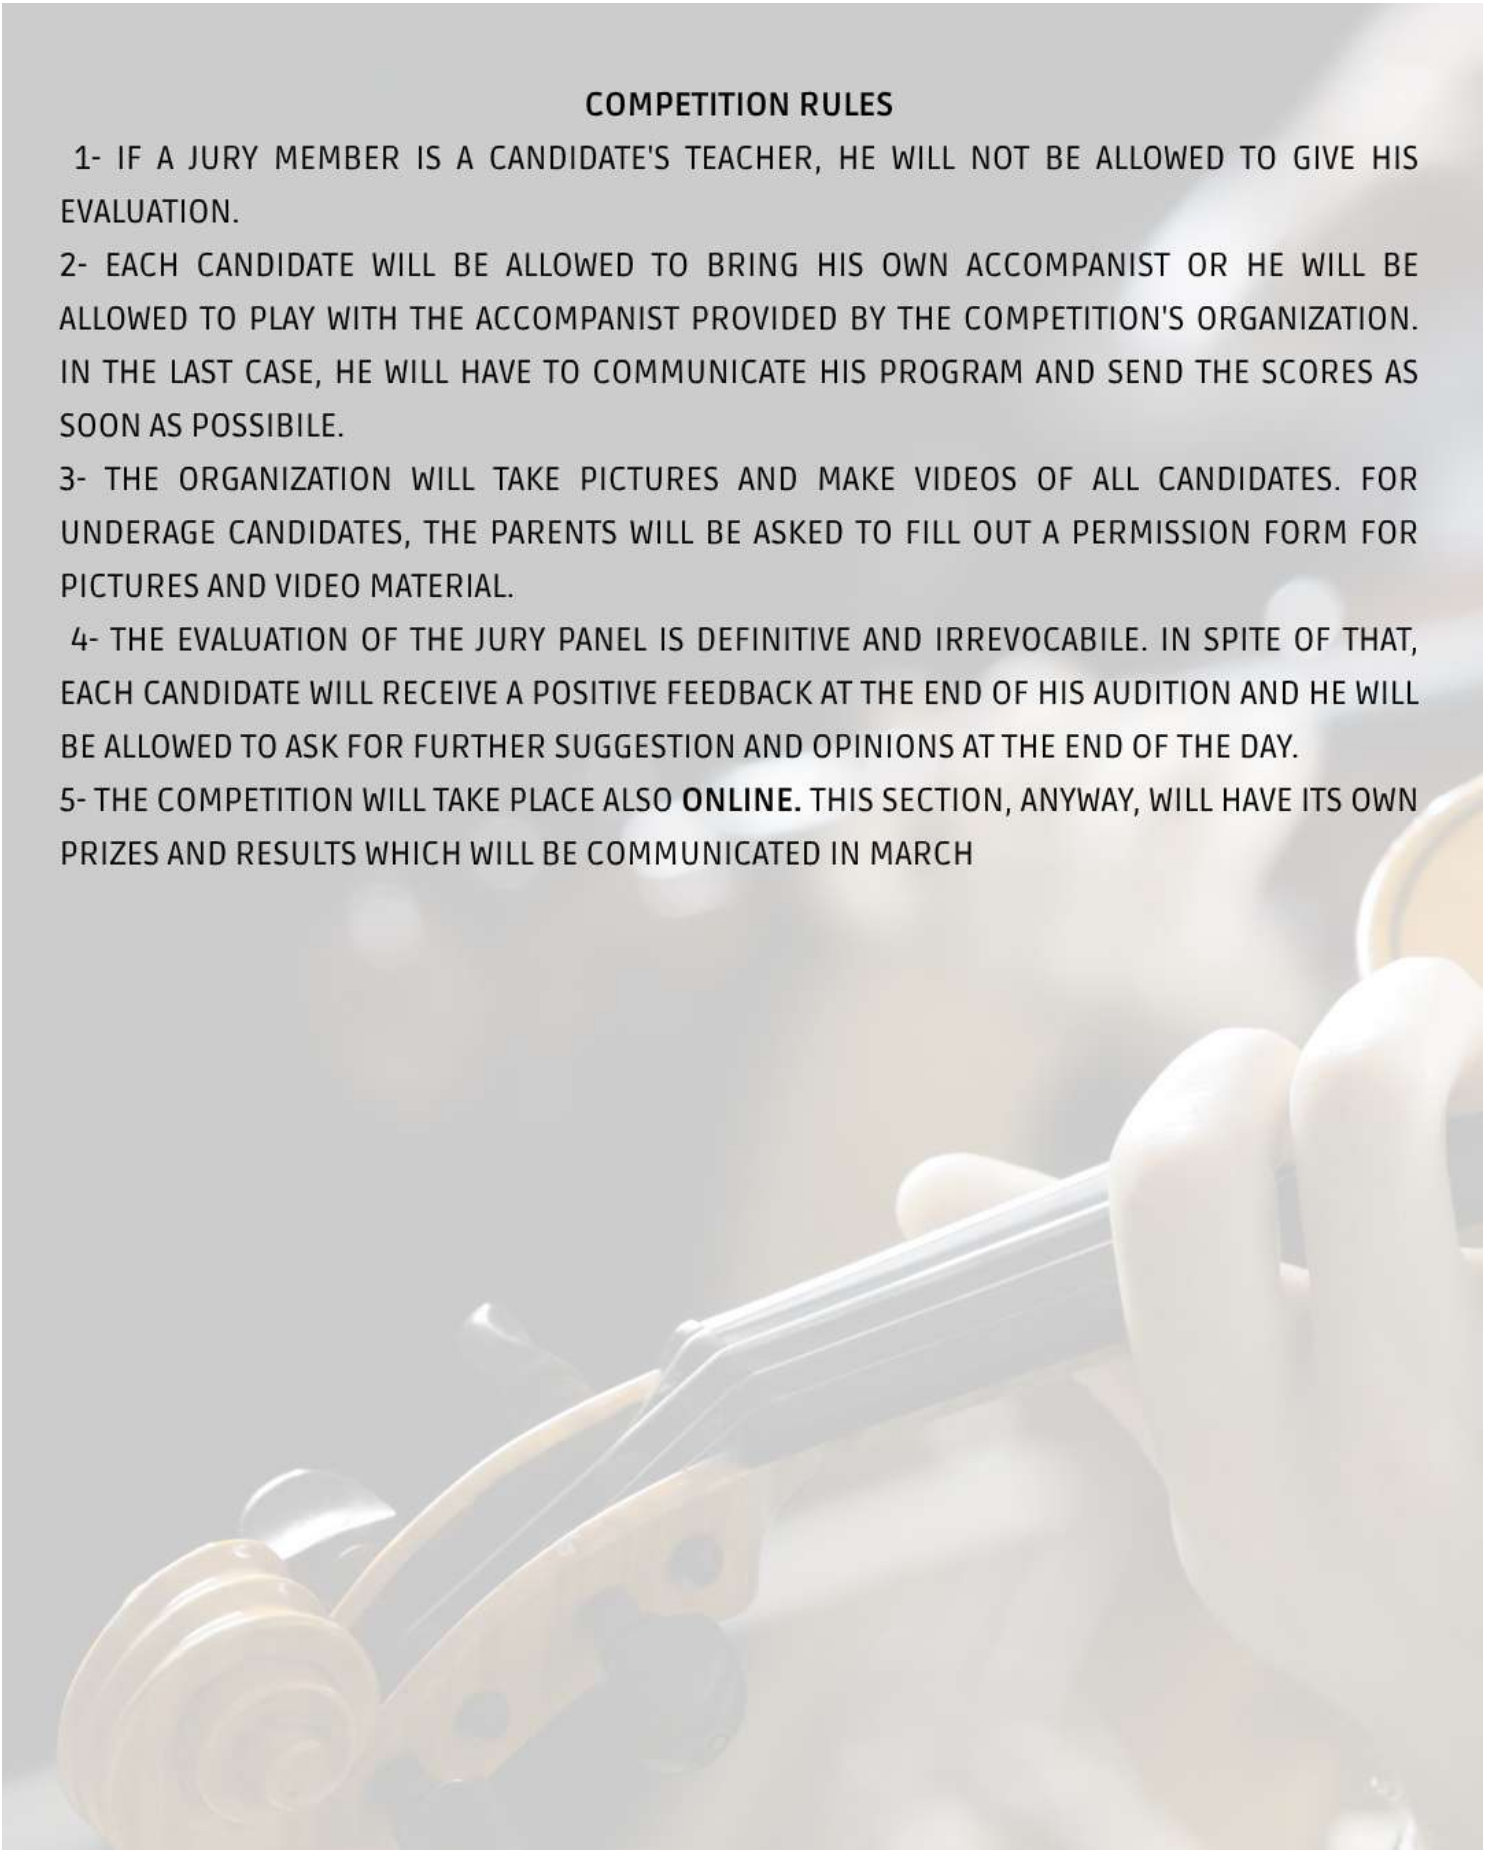 COMPETITION RULES
1- IF A JURY MEMBER IS A CANDIDATE'S TEACHER, HE WILL NOT BE ALLOWED TO GIVE HIS
EVALUATION.
2- EACH CANDIDATE WILL BE ALLOWED TO BRING HIS OWN ACCOMPANIST OR HE WILL BE
ALLOWED TO PLAY WITH THE ACCOMPANIST PROVIDED BY THE COMPETITION'S ORGANIZATION.
IN THE LAST CASE, HE WILL HAVE TO COMMUNICATE HIS PROGRAM AND SEND THE SCORES AS
SOON AS POSSIBILE.
3- THE ORGANIZATION WILL TAKE PICTURES AND MAKE VIDEOS OF ALL CANDIDATES. FOR
UNDERAGE CANDIDATES, THE PARENTS WILL BE ASKED TO FILL OUT A PERMISSION FORM FOR
PICTURES AND VIDEO MATERIAL.
4- THE EVALUATION OF THE JURY PANEL IS DEFINITIVE AND IRREVOCABILE. IN SPITE OF THAT,
EACH CANDIDATE WILL RECEIVE A POSITIVE FEEDBACK AT THE END OF HIS AUDITION AND HE WILL
BE ALLOWED TO ASK FOR FURTHER SUGGESTION AND OPINIONS AT THE END OF THE DAY.
5- THE COMPETITION WILL TAKE PLACE ALSO ONLINE. THIS SECTION, ANYWAY, WILL HAVE ITS OWN
PRIZES AND RESULTS WHICH WILL BE COMMUNICATED IN MARCH